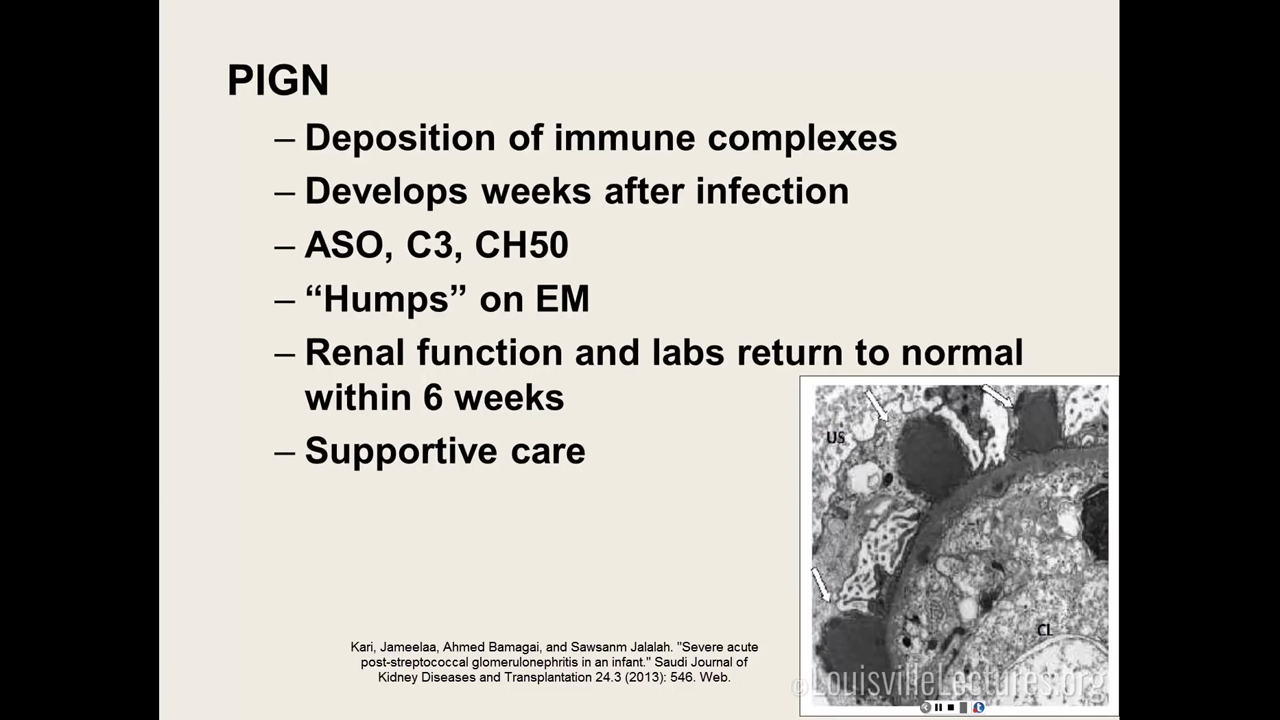 PIGN
– Deposition of immune complexes
– Develops weeks after infection
– ASO, C3, CH50
– “Humps” on EM
– Renal function and labs return to normal
within 6 weeks
– Supportive care
US
CL
Kari, Jameelaa, Ahmed Bamagai, and Sawsanm Jalalah. "Severe acute
post-streptococcal glomerulonephritis in an infant." Saudi Journal of
Kidney Diseases and Transplantation 24.3 (2013): 546. Web.
©LouisvilleLectures.org